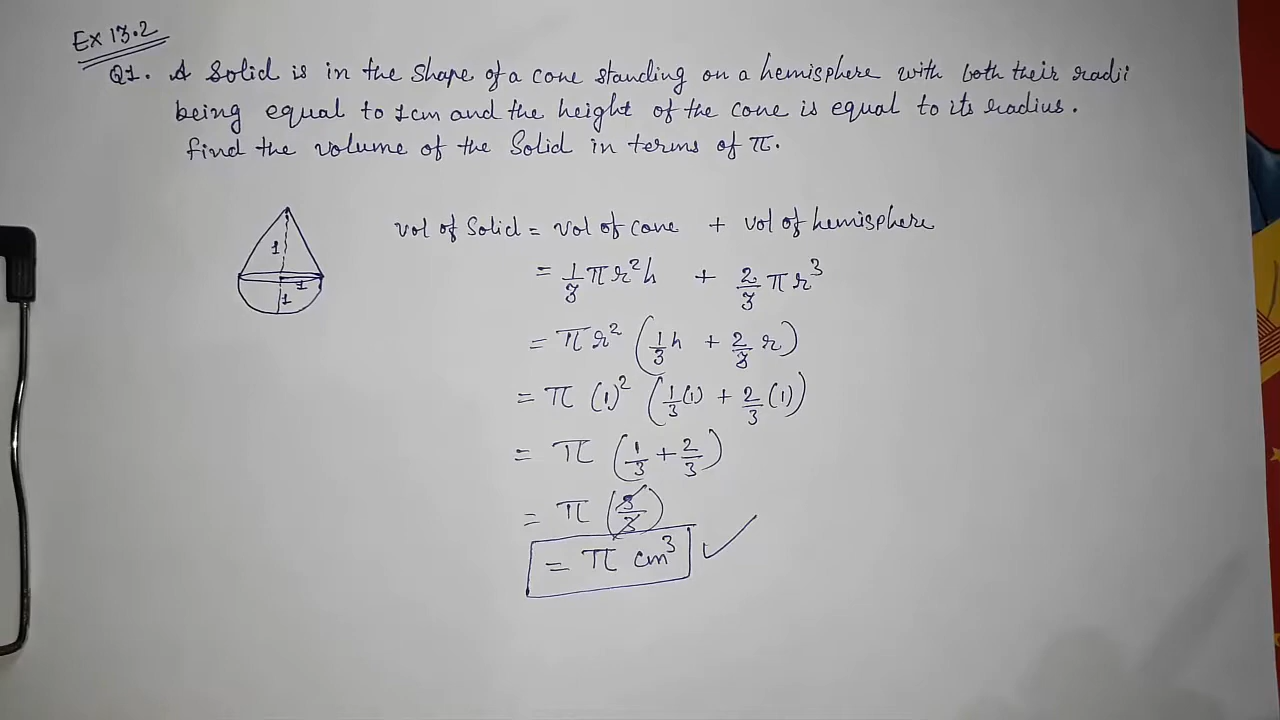 Ex 13.2
Q1. A Solid is in the shape of a cone standing on a hemisphere with both their radii
being equal to 1cm and the height of the cone is equal to its radius.
find the volume of the Solid in terms of π.
vol of Solid = vol of cone + vol of hemisphere
= 1/3 πr²h + 2/3 πr³
= πr² (1/3 h + 2/3 r)
= π (1)² (1/3(1) + 2/3(1))
= π (1/3 + 2/3)
= π (3/3)
= π cm³ ✓
1
1
1